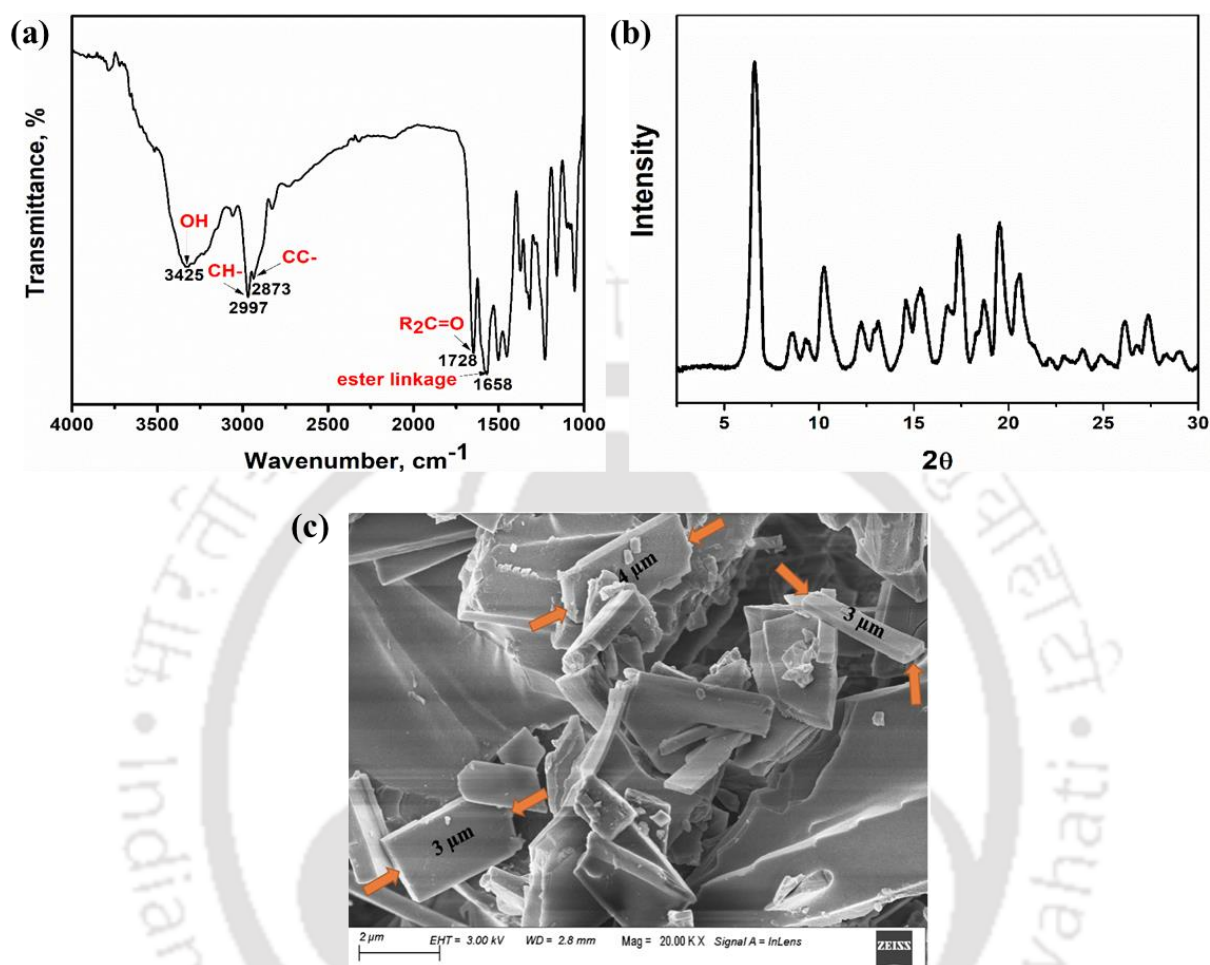 (a)
Transmittance, %
OH
3425
CH-
CC-
2873
2997
R2C=O
1728
ester linkage
1658
4000 3500 3000 2500 2000 1500 1000
Wavenumber, cm-1
(b)
Intensity
5 10 15 20 25 30
2θ
(c)
4 µm
3 µm
3 µm
2 µm EHT = 3.00 kV WD = 2.8 mm Mag = 20.00 K X Signal A = InLens ZEISS
Indian